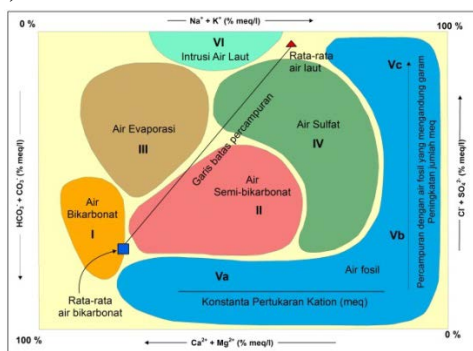 0 %
Na⁺ + K⁺ (% meq/l)
100 %
VI
Intrusi Air Laut
Rata-rata
air laut
Vc
Air Evaporasi
III
Air Sulfat
IV
Garis batas percampuran
Air
Semi-bikarbonat
II
Air
Bikarbonat
I
Vb
Va
Air fosil
Konstanta Pertukaran Kation (meq)
Rata-rata
air bikarbonat
Percampuran dengan air fosil yang mengandung garam
Peningkatan jumlah meq
HCO₃⁻ + CO₃⁻ (% meq/l)
Cl⁻ + SO₄²⁻ (% meq/l)
100 %
Ca²⁺ + Mg²⁺ (% meq/l)
0 %